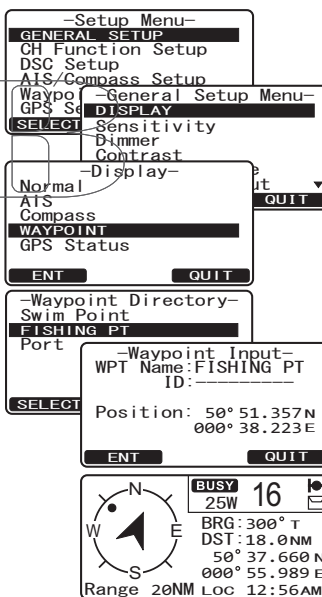 –Setup Menu–
GENERAL SETUP
CH Function Setup
DSC Setup
AIS/Compass Setup
Waypo
GPS Se
SELECT
–General Setup Menu–
DISPLAY
Sensitivity
Dimmer
Contrast
QUIT
–Display–
Normal
AIS
Compass
WAYPOINT
GPS Status
ENT QUIT
–Waypoint Directory–
Swim Point
FISHING PT
Port
SELECT
–Waypoint Input–
WPT Name:FISHING PT
ID:---------
Position: 50°51.357N
000°38.223E
ENT QUIT
N
W E
S
Range 20NM
BUSY
25W 16
BRG:300°T
DST:18.0NM
50°37.660N
000°55.989E
LOC 12:56AM